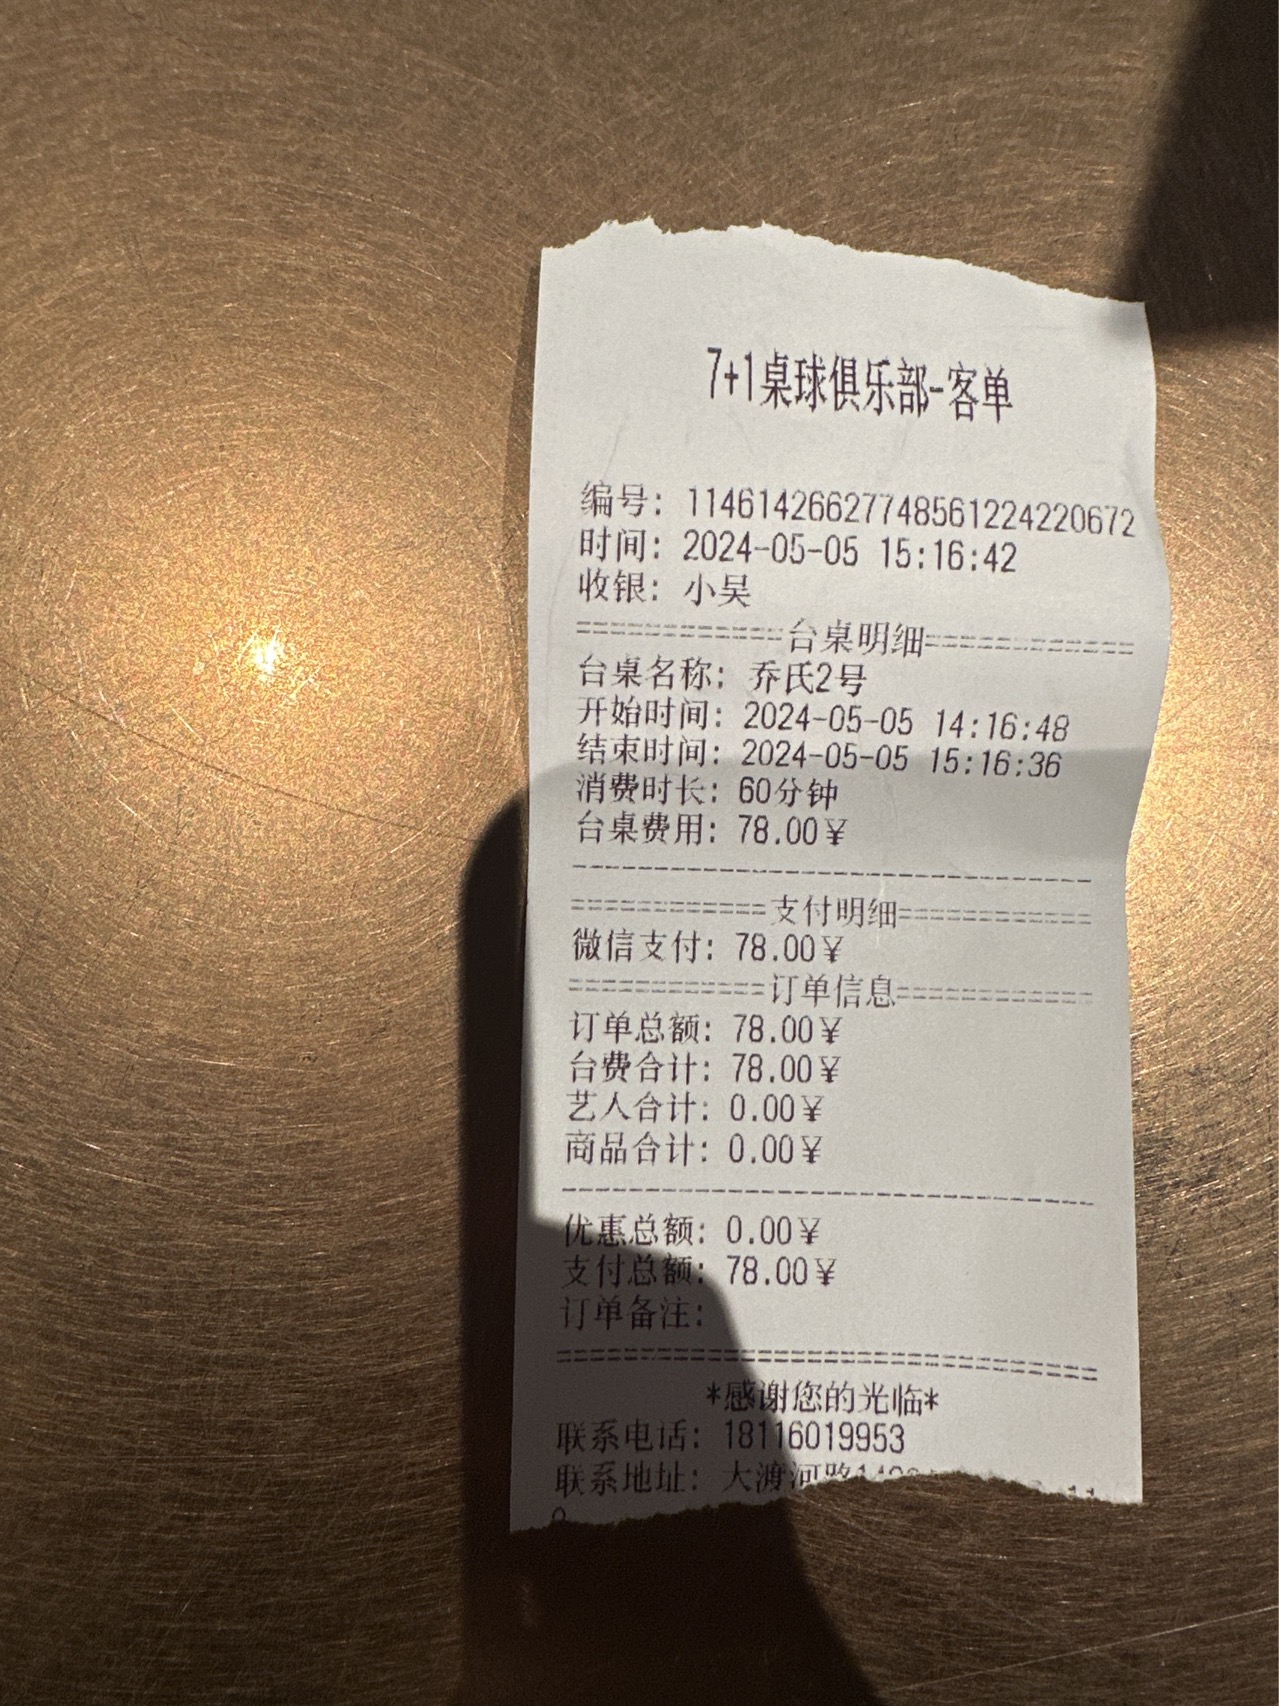 7+1桌球俱乐部-客单
编号: 1146142662774856122422​0672
时间: 2024-05-05 15:16:42
收银: 小吴
============台桌明细============
台桌名称: 乔氏2号
开始时间: 2024-05-05 14:16:48
结束时间: 2024-05-05 15:16:36
消费时长: 60分钟
台桌费用: 78.00¥
--------------------------------
============支付明细============
微信支付: 78.00¥
============订单信息============
订单总额: 78.00¥
台费合计: 78.00¥
艺人合计: 0.00¥
商品合计: 0.00¥
--------------------------------
优惠总额: 0.00¥
支付总额: 78.00¥
订单备注:
================================
*感谢您的光临*
联系电话: 18116019953
联系地址: 大渡河路